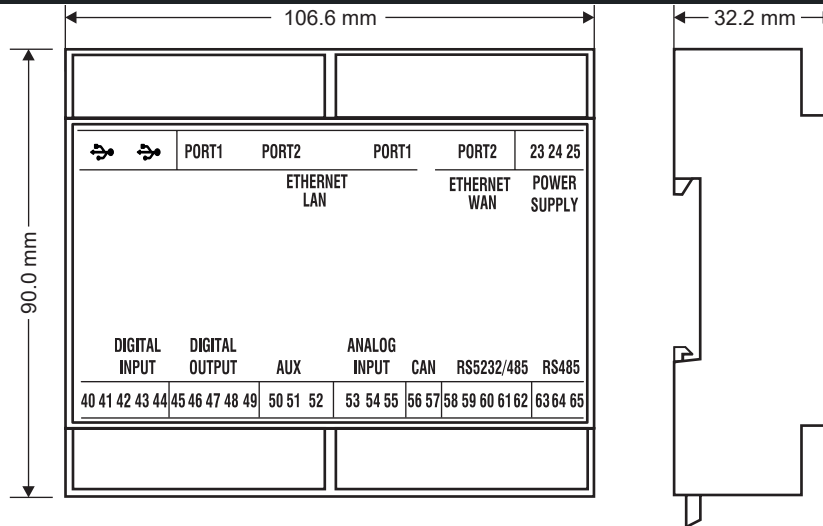 106.6 mm
32.2 mm
90.0 mm
PORT1 PORT2 PORT1 PORT2 23 24 25
ETHERNET
LAN
ETHERNET
WAN
POWER
SUPPLY
DIGITAL
INPUT
DIGITAL
OUTPUT
AUX
ANALOG
INPUT
CAN
RS5232/485
RS485
40 41 42 43 44 45 46 47 48 49 50 51 52 53 54 55 56 57 58 59 60 61 62 63 64 65